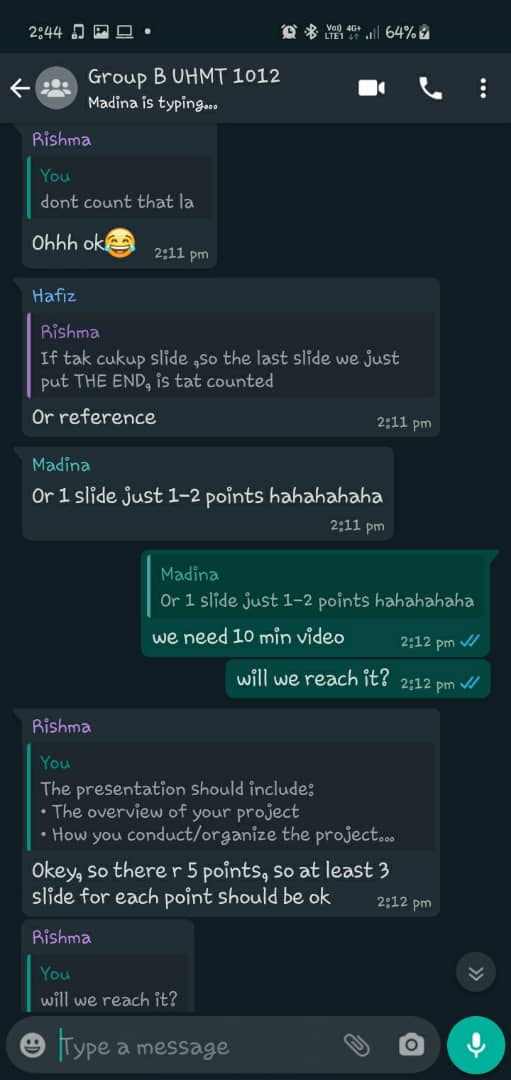 2:44
Vo)) 4G+
LTE1
64%
Group B UHMT 1012
Madina is typing...
Rishma
You
dont count that la
Ohhh ok😂
2:11 pm
Hafiz
Rishma
If tak cukup slide ,so the last slide we just
put THE END, is tat counted
Or reference
2:11 pm
Madina
Or 1 slide just 1-2 points hahahahaha
2:11 pm
Madina
Or 1 slide just 1-2 points hahahahaha
we need 10 min video
2:12 pm
will we reach it?
2:12 pm
Rishma
You
The presentation should include:
• The overview of your project
• How you conduct/organize the project...
Okey, so there r 5 points, so at least 3
slide for each point should be ok
2:12 pm
Rishma
You
will we reach it?
Type a message